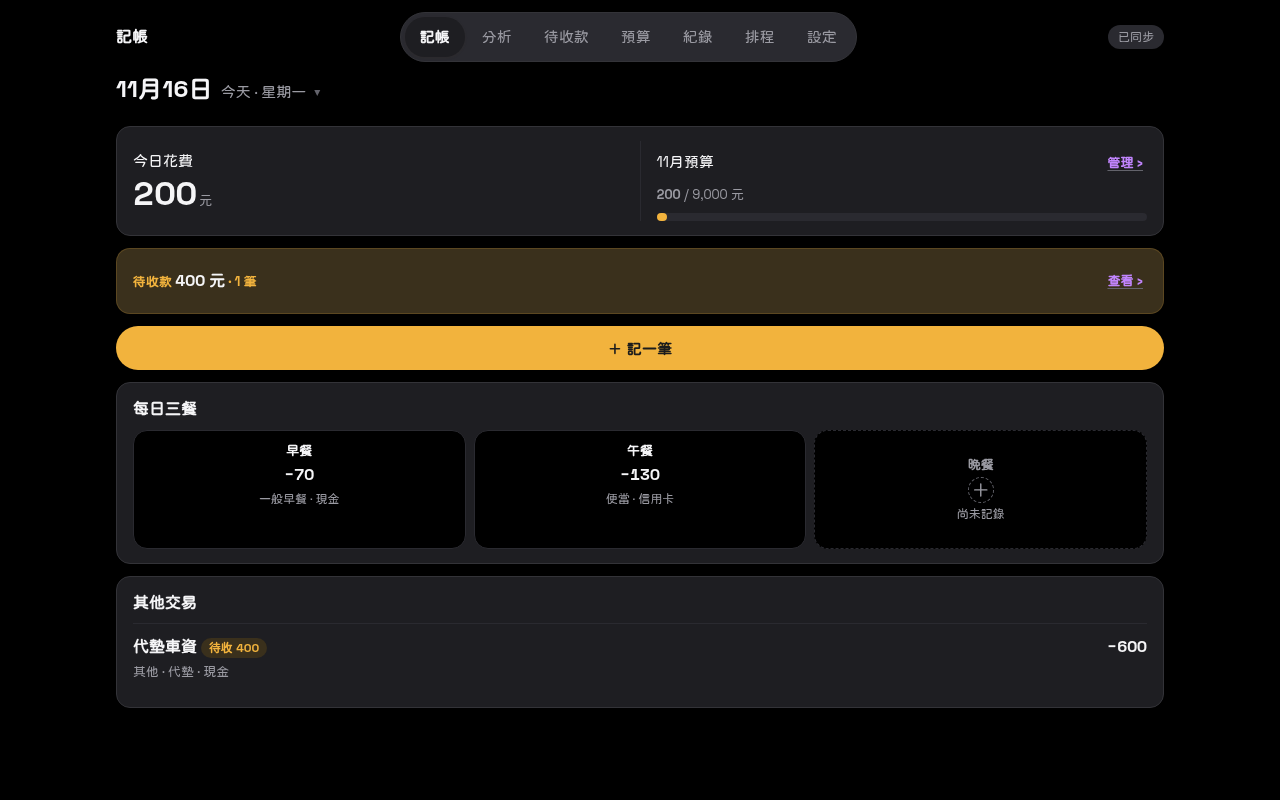 記帳
記帳 分析 待收款 預算 紀錄 排程 設定
已同步
11月16日 今天 · 星期一 ▾
今日花費
200 元
11月預算 管理 >
200 / 9,000 元
待收款 400 元 · 1 筆 查看 >
+ 記一筆
每日三餐
早餐
-70
一般早餐 · 現金
午餐
-130
便當 · 信用卡
晚餐
+
尚未記錄
其他交易
代墊車資 待收 400 -600
其他 · 代墊 · 現金